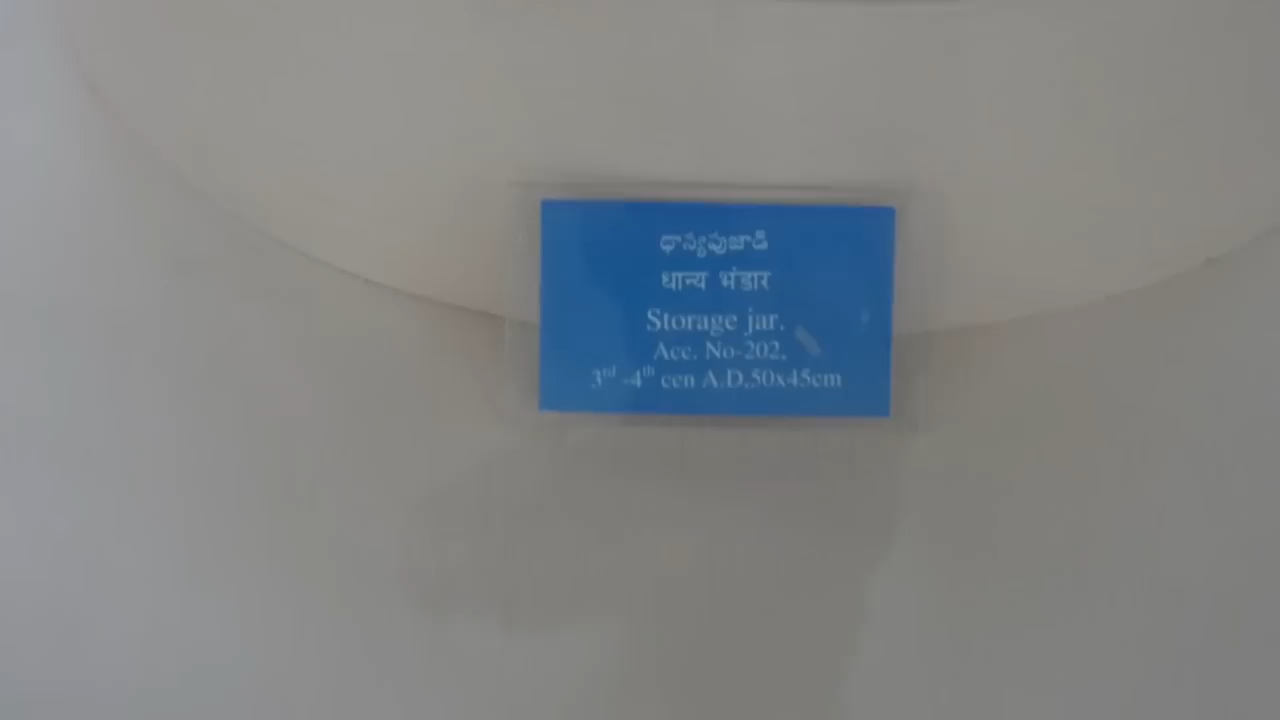 ధాన్యపుజాడి
धान्य भंडार
Storage jar.
Acc. No-202,
3rd -4th cen A.D,50x45cm